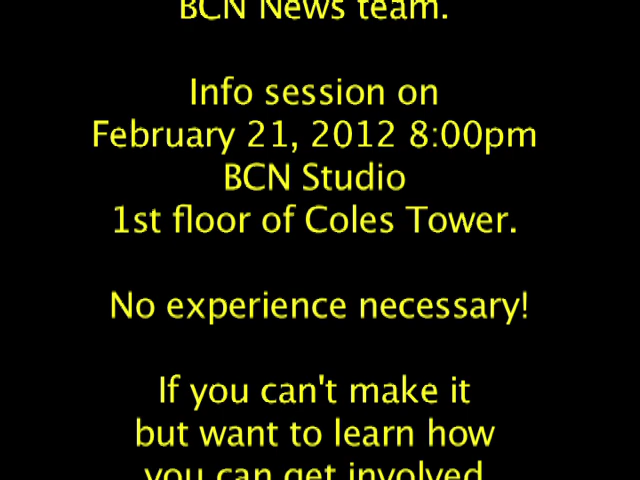 BCN News team.
Info session on
February 21, 2012 8:00pm
BCN Studio
1st floor of Coles Tower.
No experience necessary!
If you can't make it
but want to learn how
you can get involved